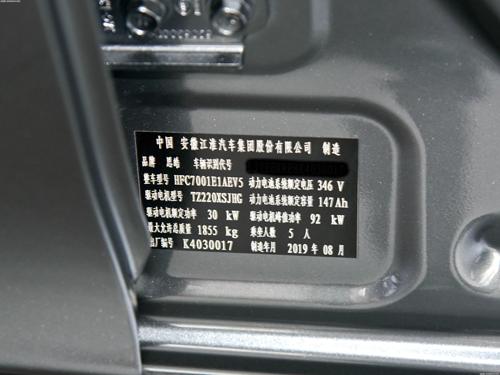 中国 安徽江淮汽车集团股份有限公司 制造
品牌 思皓 车辆识别代号
整车型号 HFC7001E1AEV5 动力电池系统额定电压 346 V
驱动电机型号 TZ220XSJHG 动力电池系统额定容量 147Ah
驱动电机额定功率 30 kW 驱动电机峰值功率 92 kW
最大允许总质量 1855 kg 乘坐人数 5 人
出厂编号 K4030017 制造年月 2019 年 08 月